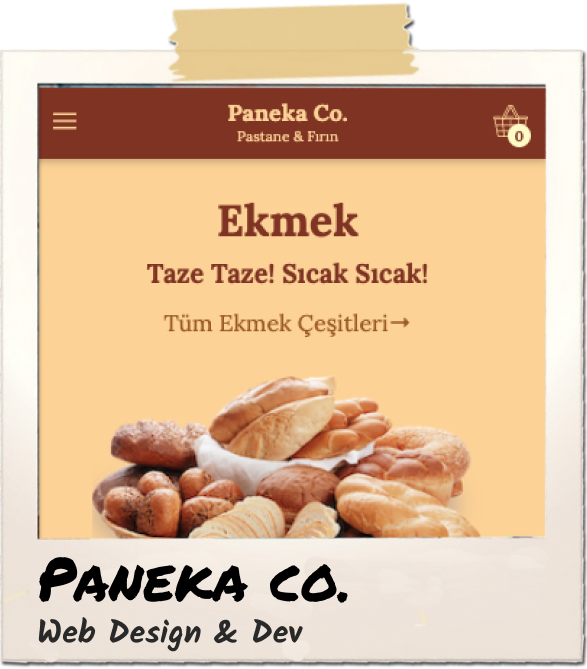 Paneka Co.
Pastane & Fırın
0
Ekmek
Taze Taze! Sıcak Sıcak!
Tüm Ekmek Çeşitleri→
Paneka co.
Web Design & Dev